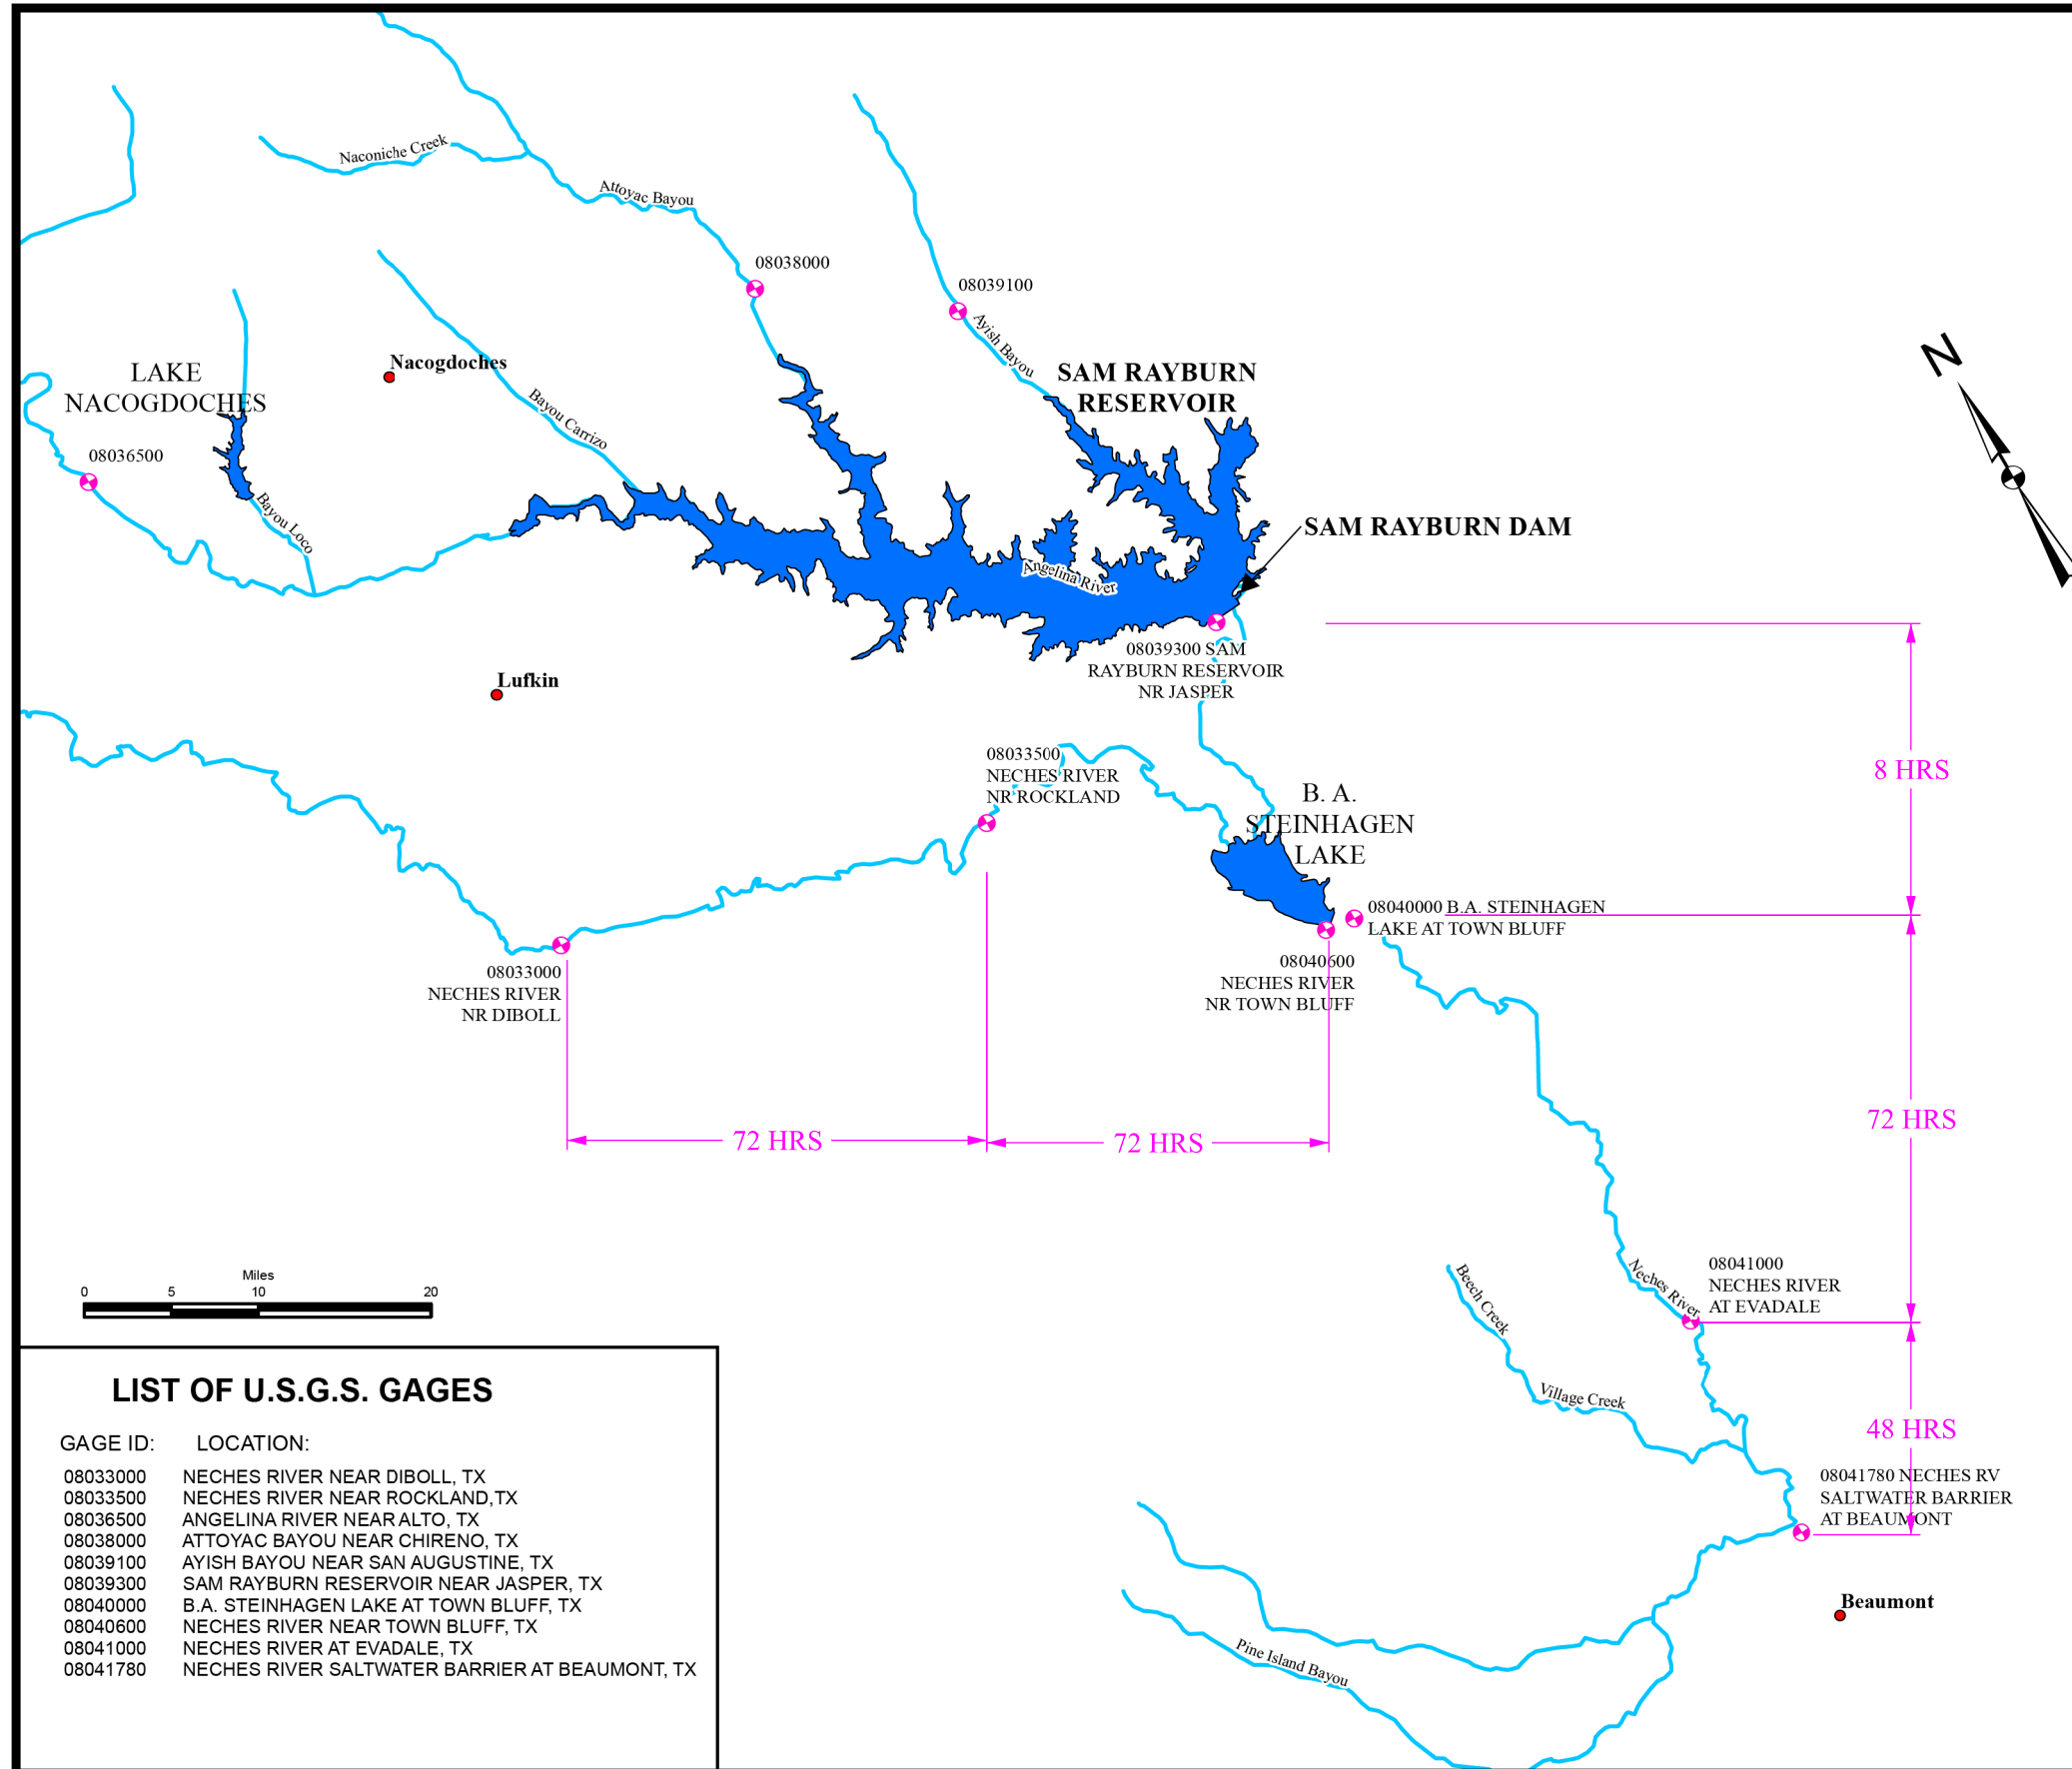 Naconiche Creek
Attoyac Bayou
08038000
08039100
Ayish Bayou
N
LAKE
NACOGDOCHES
Nacogdoches
SAM RAYBURN
RESERVOIR
Bayou Carrizo
08036500
Bayou Loco
SAM RAYBURN DAM
Angelina River
08039300 SAM
RAYBURN RESERVOIR
NR JASPER
Lufkin
08033500
NECHES RIVER
NR ROCKLAND
8 HRS
B. A.
STEINHAGEN
LAKE
08040000 B.A. STEINHAGEN
LAKE AT TOWN BLUFF
08033000
NECHES RIVER
NR DIBOLL
08040600
NECHES RIVER
NR TOWN BLUFF
72 HRS
72 HRS
72 HRS
Neches River
08041000
NECHES RIVER
AT EVADALE
Beech Creek
Village Creek
48 HRS
08041780 NECHES RV
SALTWATER BARRIER
AT BEAUMONT
Beaumont
Pine Island Bayou
Miles
0 5 10 20
LIST OF U.S.G.S. GAGES
GAGE ID: LOCATION:
08033000 NECHES RIVER NEAR DIBOLL, TX
08033500 NECHES RIVER NEAR ROCKLAND,TX
08036500 ANGELINA RIVER NEAR ALTO, TX
08038000 ATTOYAC BAYOU NEAR CHIRENO, TX
08039100 AYISH BAYOU NEAR SAN AUGUSTINE, TX
08039300 SAM RAYBURN RESERVOIR NEAR JASPER, TX
08040000 B.A. STEINHAGEN LAKE AT TOWN BLUFF, TX
08040600 NECHES RIVER NEAR TOWN BLUFF, TX
08041000 NECHES RIVER AT EVADALE, TX
08041780 NECHES RIVER SALTWATER BARRIER AT BEAUMONT, TX